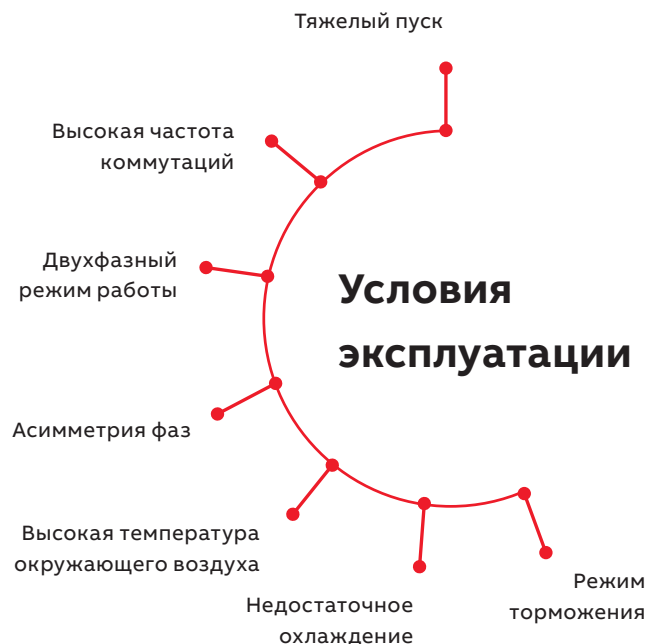 Тяжелый пуск
Высокая частота
коммутаций
Двухфазный
режим работы
Условия
эксплуатации
Асимметрия фаз
Высокая температура
окружающего воздуха
Недостаточное
охлаждение
Режим
торможения